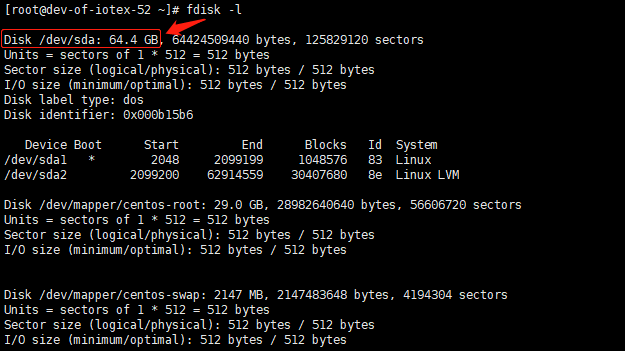 [root@dev-of-iotex-52 ~]# fdisk -l
Disk /dev/sda: 64.4 GB, 64424509440 bytes, 125829120 sectors
Units = sectors of 1 * 512 = 512 bytes
Sector size (logical/physical): 512 bytes / 512 bytes
I/O size (minimum/optimal): 512 bytes / 512 bytes
Disk label type: dos
Disk identifier: 0x000b15b6
Device Boot Start End Blocks Id System
/dev/sda1 * 2048 2099199 1048576 83 Linux
/dev/sda2 2099200 62914559 30407680 8e Linux LVM
Disk /dev/mapper/centos-root: 29.0 GB, 28982640640 bytes, 56606720 sectors
Units = sectors of 1 * 512 = 512 bytes
Sector size (logical/physical): 512 bytes / 512 bytes
I/O size (minimum/optimal): 512 bytes / 512 bytes
Disk /dev/mapper/centos-swap: 2147 MB, 2147483648 bytes, 4194304 sectors
Units = sectors of 1 * 512 = 512 bytes
Sector size (logical/physical): 512 bytes / 512 bytes
I/O size (minimum/optimal): 512 bytes / 512 bytes